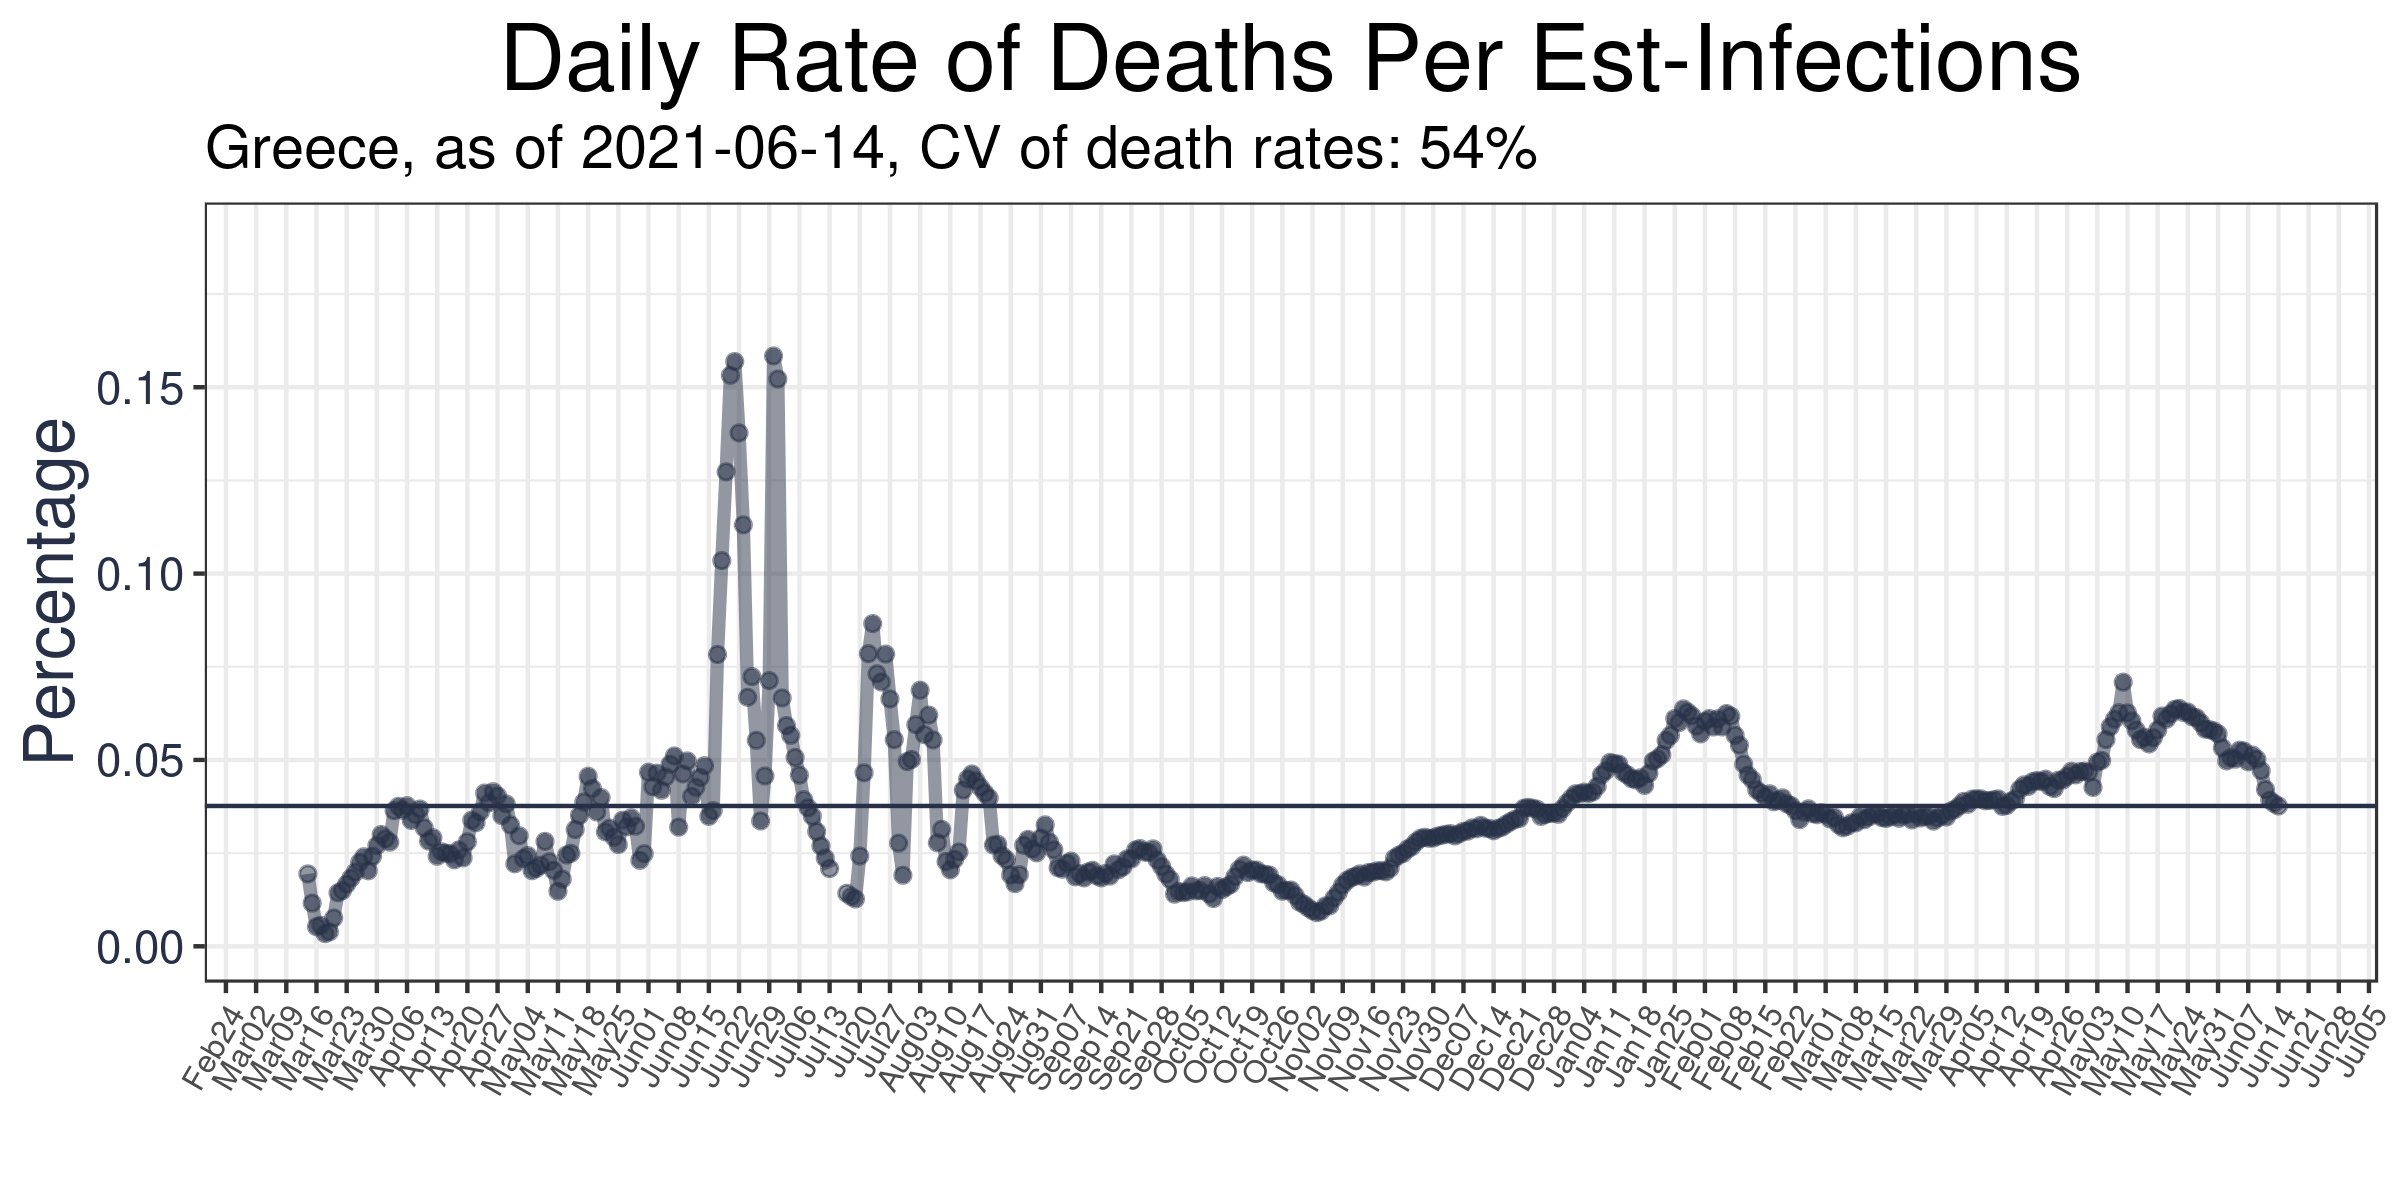 Daily Rate of Deaths Per Est-Infections
Greece, as of 2021-06-14, CV of death rates: 54%
Percentage
0.15
0.10
0.05
0.00
Feb24
Mar02
Mar09
Mar16
Mar23
Mar30
Apr06
Apr13
Apr20
Apr27
May04
May11
May18
May25
Jun01
Jun08
Jun15
Jun22
Jun29
Jul06
Jul13
Jul20
Jul27
Aug03
Aug10
Aug17
Aug24
Aug31
Sep07
Sep14
Sep21
Sep28
Oct05
Oct12
Oct19
Oct26
Nov02
Nov09
Nov16
Nov23
Nov30
Dec07
Dec14
Dec21
Dec28
Jan04
Jan11
Jan18
Jan25
Feb01
Feb08
Feb15
Feb22
Mar01
Mar08
Mar15
Mar22
Mar29
Apr05
Apr12
Apr19
Apr26
May03
May10
May17
May24
May31
Jun07
Jun14
Jun21
Jun28
Jul05